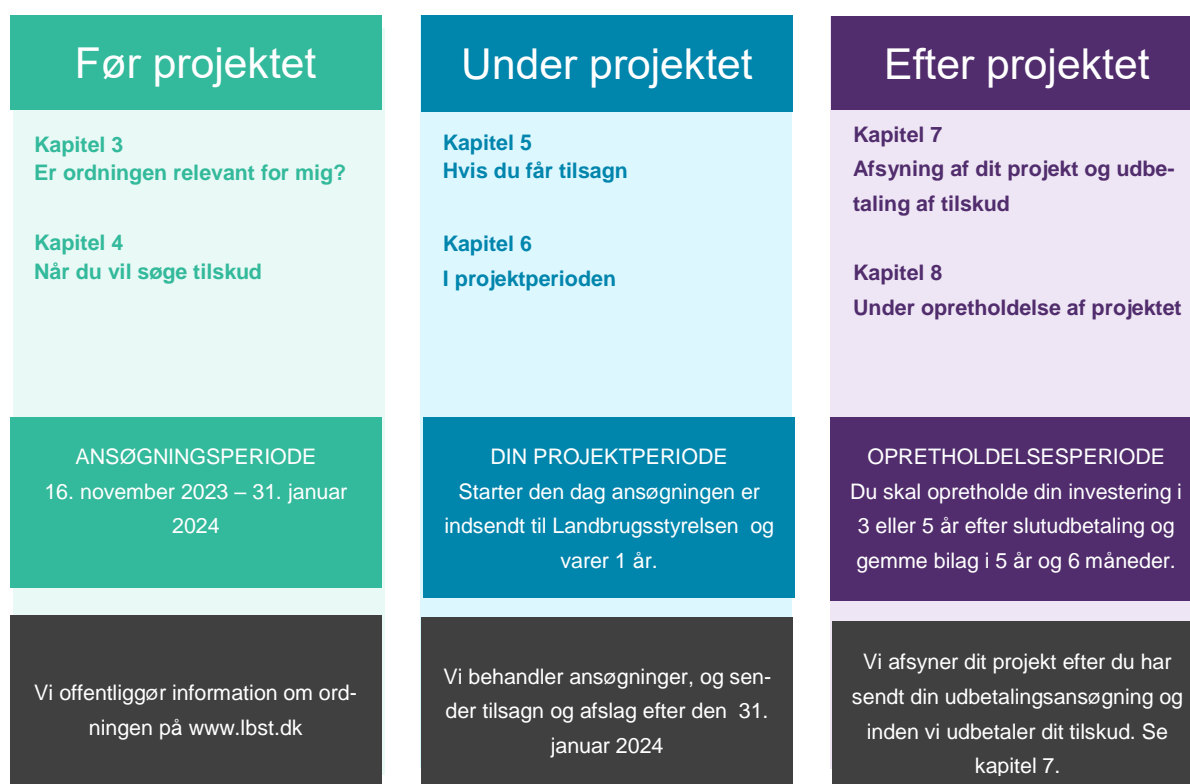 Før projektet
Kapitel 3
Er ordningen relevant for mig?
Kapitel 4
Når du vil søge tilskud
ANSØGNINGSPERIODE
16. november 2023 – 31. januar
2024
Vi offentliggør information om ord-
ningen på www.lbst.dk
Under projektet
Kapitel 5
Hvis du får tilsagn
Kapitel 6
I projektperioden
DIN PROJEKTPERIODE
Starter den dag ansøgningen er
indsendt til Landbrugsstyrelsen og
varer 1 år.
Vi behandler ansøgninger, og sen-
der tilsagn og afslag efter den 31.
januar 2024
Efter projektet
Kapitel 7
Afsyning af dit projekt og udbe-
taling af tilskud
Kapitel 8
Under opretholdelse af projektet
OPRETHOLDELSESPERIODE
Du skal opretholde din investering i
3 eller 5 år efter slutudbetaling og
gemme bilag i 5 år og 6 måneder.
Vi afsyner dit projekt efter du har
sendt din udbetalingsansøgning og
inden vi udbetaler dit tilskud. Se
kapitel 7.